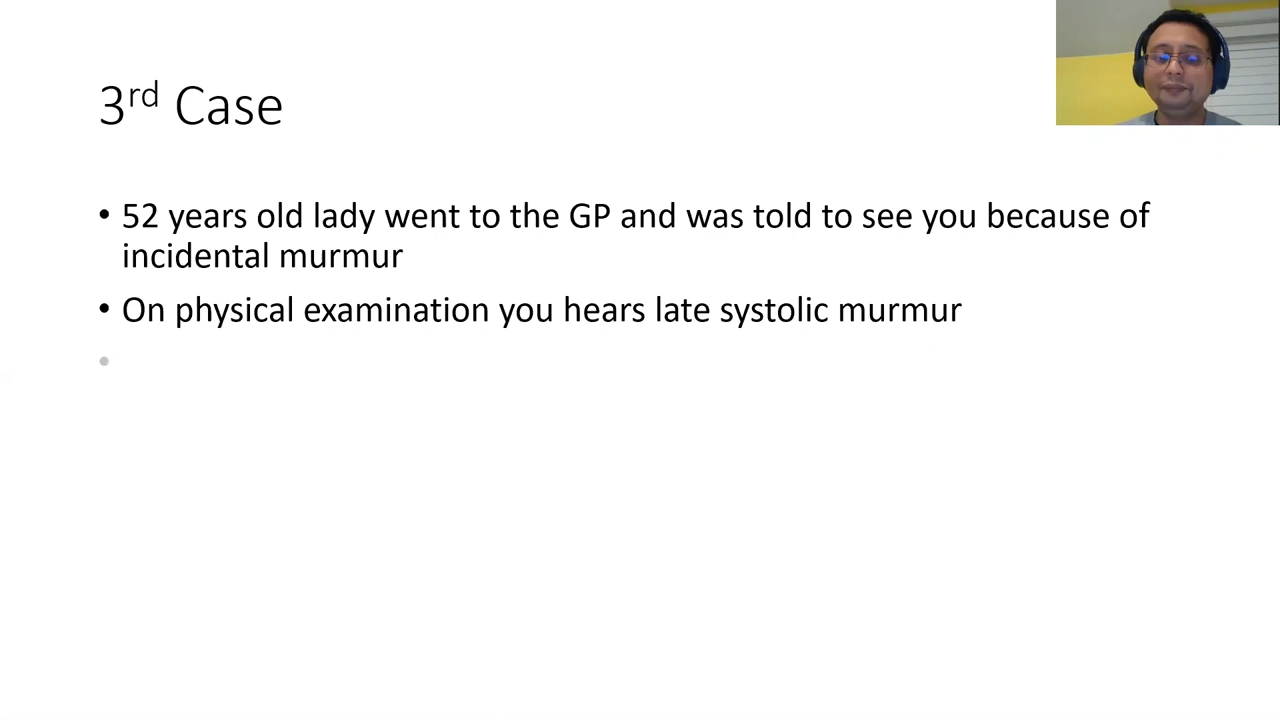 3rd Case
• 52 years old lady went to the GP and was told to see you because of
incidental murmur
• On physical examination you hears late systolic murmur
•